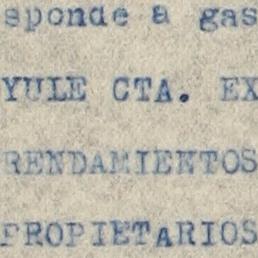 sponde a gas
YULE CTA. EX
RENDAMIENTOS
PROPIETARIOS